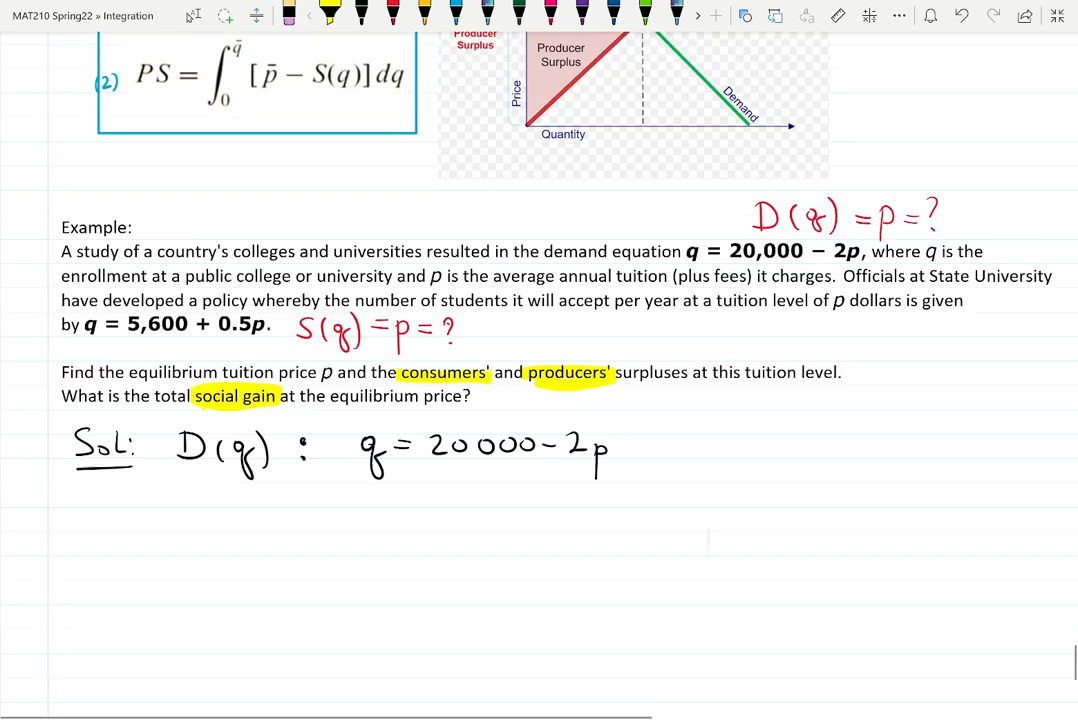 MAT210 Spring22 » Integration
Producer
Surplus
Producer
Surplus
Price
Demand
Quantity
(2) PS = ∫₀^q̄ [p̄ − S(q)] dq
D(q) = p = ?
Example:
A study of a country's colleges and universities resulted in the demand equation q = 20,000 − 2p, where q is the
enrollment at a public college or university and p is the average annual tuition (plus fees) it charges. Officials at State University
have developed a policy whereby the number of students it will accept per year at a tuition level of p dollars is given
by q = 5,600 + 0.5p. S(q) = p = ?
Find the equilibrium tuition price p and the consumers' and producers' surpluses at this tuition level.
What is the total social gain at the equilibrium price?
Sol: D(q) : q = 20000 - 2p